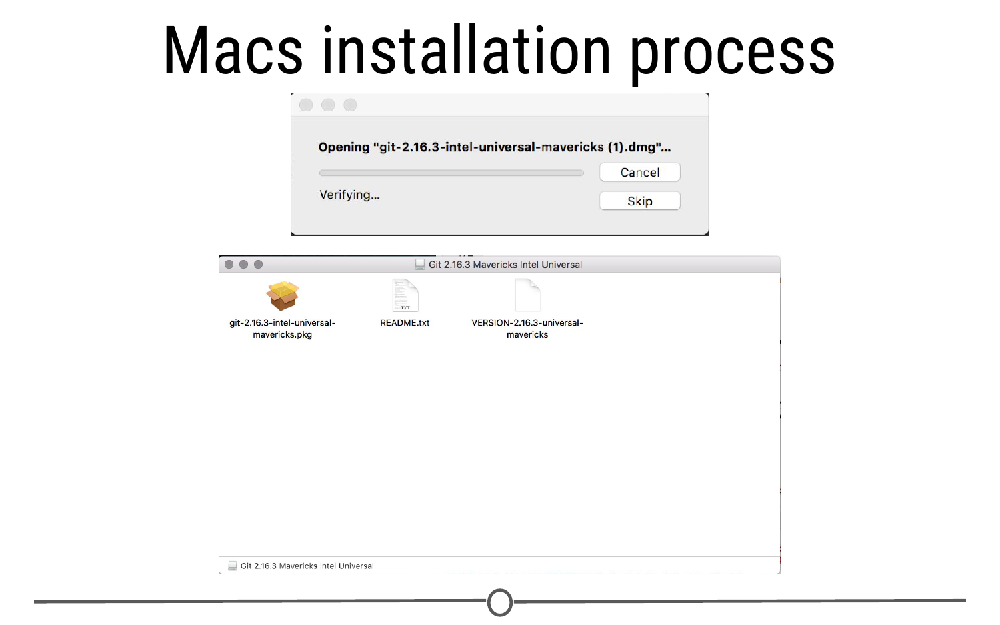 Macs installation process
Opening "git-2.16.3-intel-universal-mavericks (1).dmg"...
Cancel
Verifying...
Skip
Git 2.16.3 Mavericks Intel Universal
git-2.16.3-intel-universal-
mavericks.pkg
TXT
README.txt
VERSION-2.16.3-universal-
mavericks
Git 2.16.3 Mavericks Intel Universal